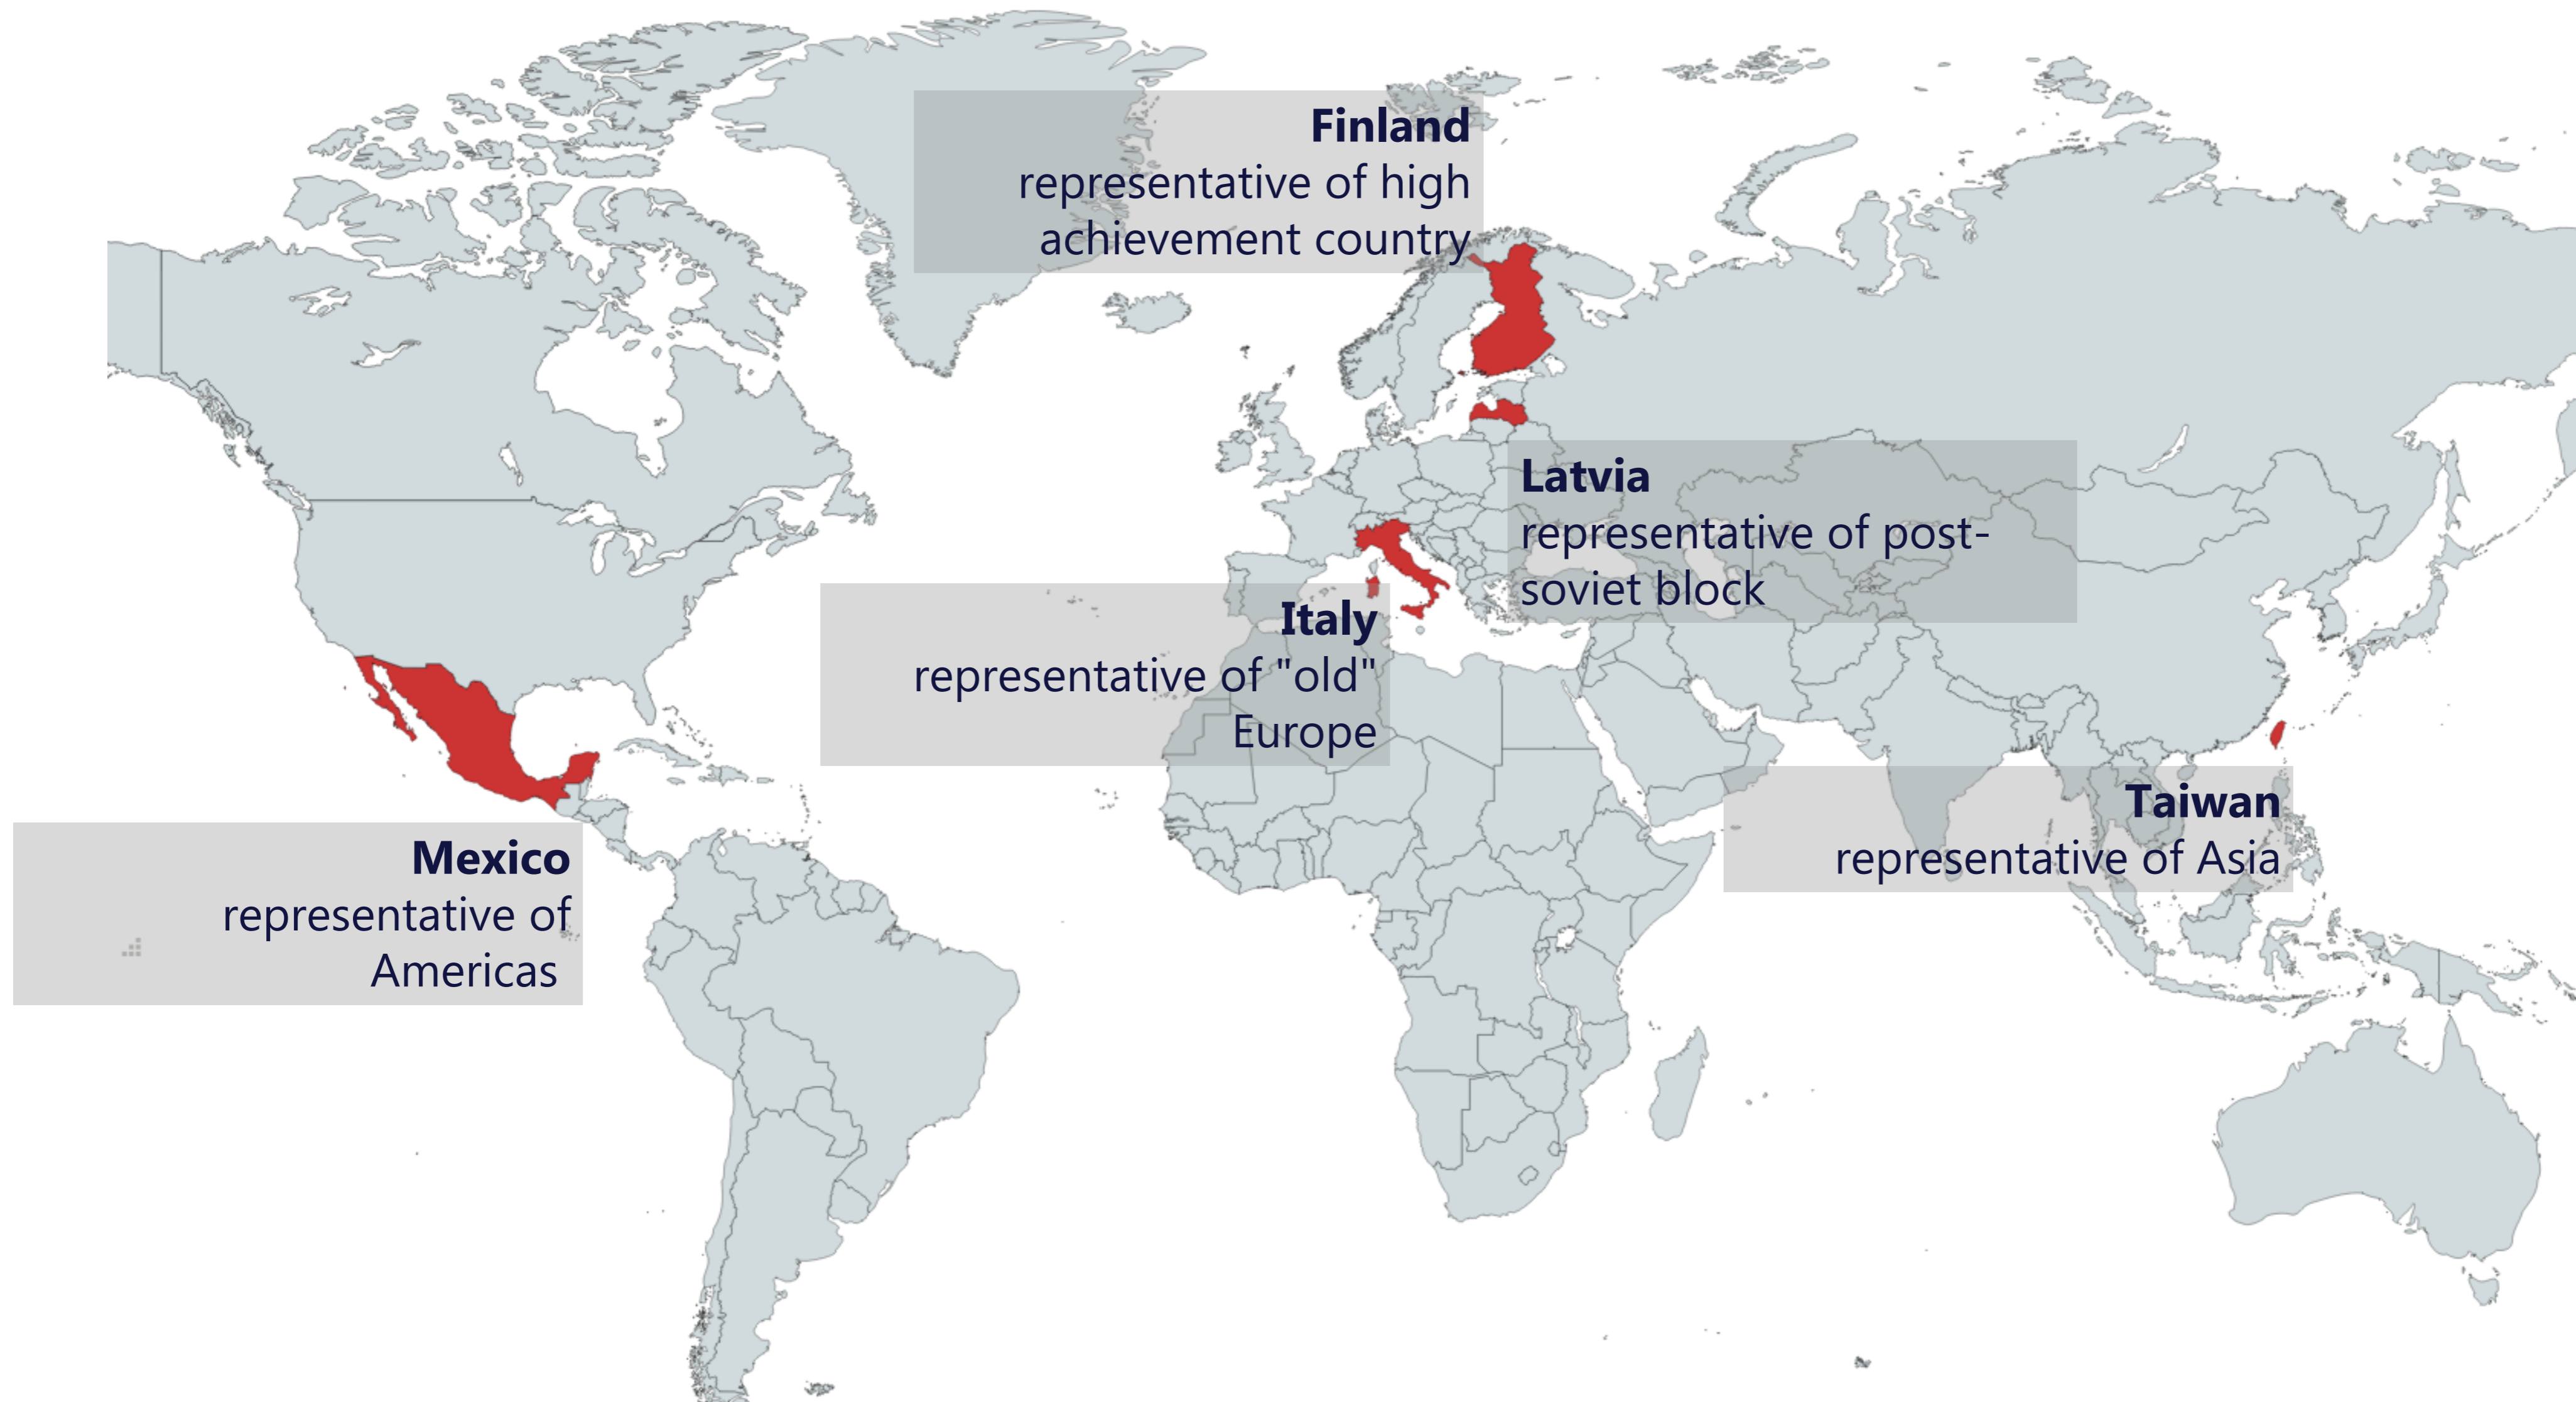 Finland
representative of high
achievement country
Latvia
representative of post-
soviet block
Italy
representative of "old"
Europe
Taiwan
representative of Asia
Mexico
representative of
Americas